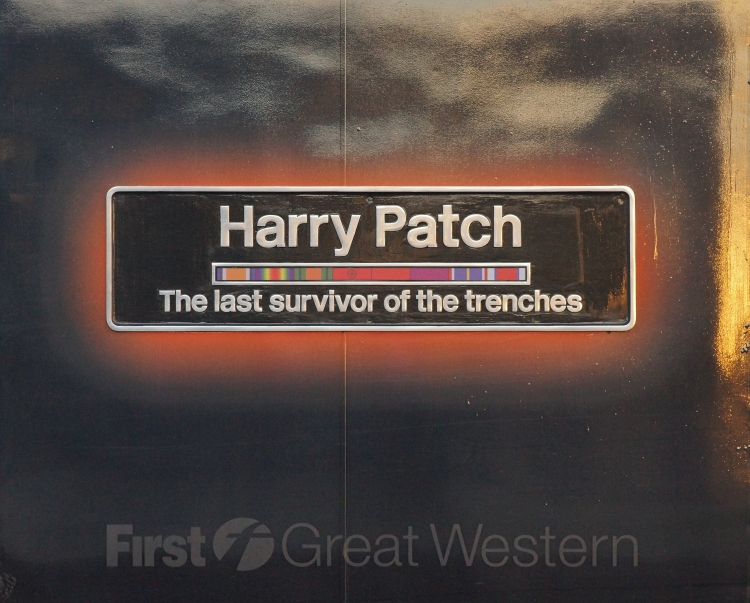 Harry Patch
The last survivor of the trenches
First Great Western